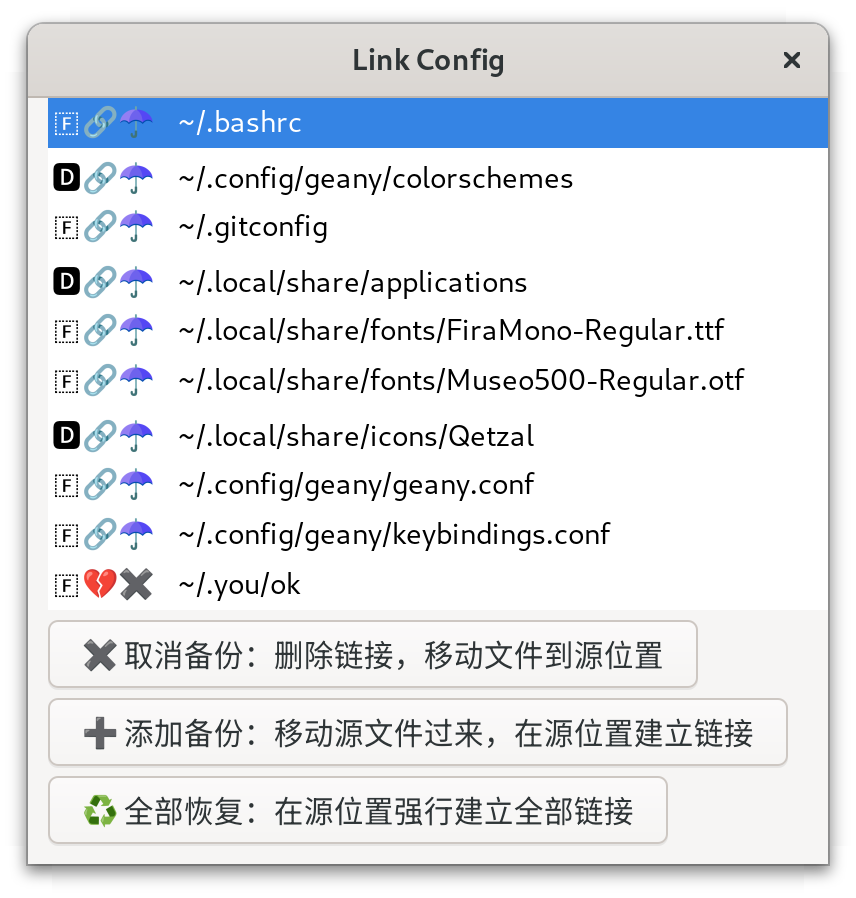 Link Config ×
🇫🔗☂ ~/.bashrc
🅳🔗☂ ~/.config/geany/colorschemes
🇫🔗☂ ~/.gitconfig
🅳🔗☂ ~/.local/share/applications
🇫🔗☂ ~/.local/share/fonts/FiraMono-Regular.ttf
🇫🔗☂ ~/.local/share/fonts/Museo500-Regular.otf
🅳🔗☂ ~/.local/share/icons/Qetzal
🇫🔗☂ ~/.config/geany/geany.conf
🇫🔗☂ ~/.config/geany/keybindings.conf
🇫💔✖ ~/.you/ok
✖ 取消备份：删除链接，移动文件到源位置
➕ 添加备份：移动源文件过来，在源位置建立链接
♻ 全部恢复：在源位置强行建立全部链接